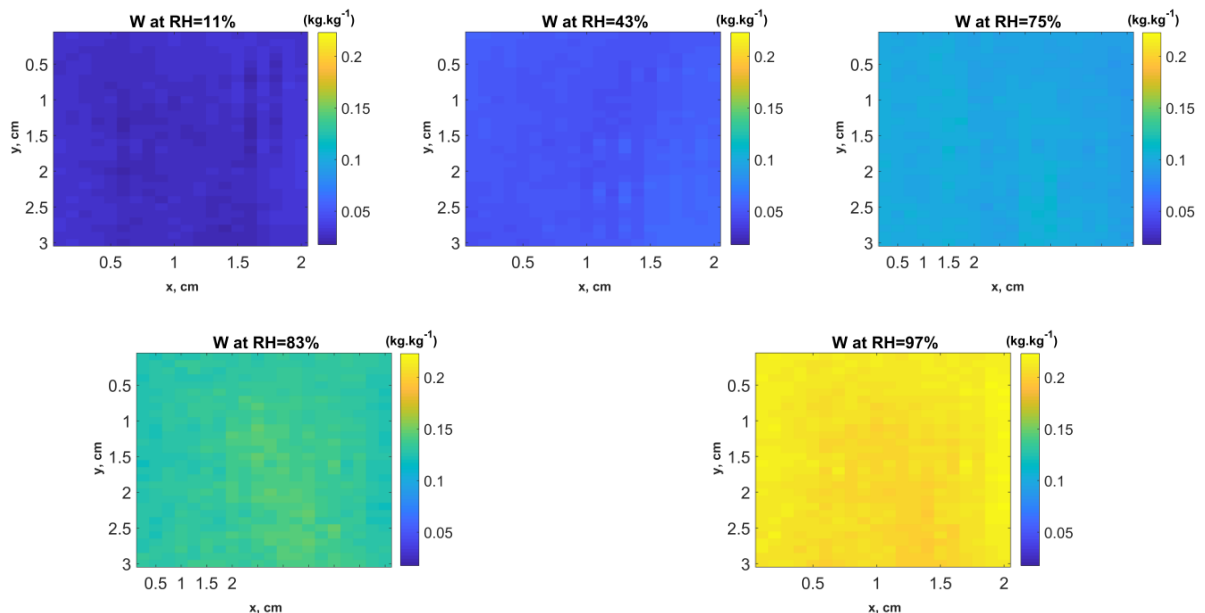 W at RH=11% (kg.kg⁻¹)
0.5
1
1.5
2
2.5
3
y, cm
0.5 1 1.5 2
x, cm
0.2
0.15
0.1
0.05
W at RH=43% (kg.kg⁻¹)
0.5
1
1.5
2
2.5
3
y, cm
0.5 1 1.5 2
x, cm
0.2
0.15
0.1
0.05
W at RH=75% (kg.kg⁻¹)
0.5
1
1.5
2
2.5
3
y, cm
0.5 1 1.5 2
x, cm
0.2
0.15
0.1
0.05
W at RH=83% (kg.kg⁻¹)
0.5
1
1.5
2
2.5
3
y, cm
0.5 1 1.5 2
x, cm
0.2
0.15
0.1
0.05
W at RH=97% (kg.kg⁻¹)
0.5
1
1.5
2
2.5
3
y, cm
0.5 1 1.5 2
x, cm
0.2
0.15
0.1
0.05